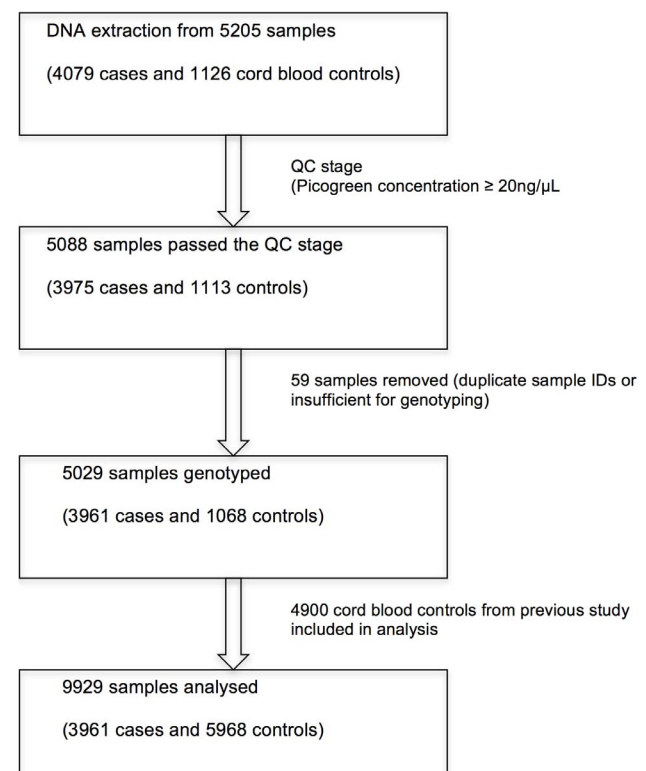 DNA extraction from 5205 samples
(4079 cases and 1126 cord blood controls)
QC stage
(Picogreen concentration ≥ 20ng/µL
5088 samples passed the QC stage
(3975 cases and 1113 controls)
59 samples removed (duplicate sample IDs or
insufficient for genotyping)
5029 samples genotyped
(3961 cases and 1068 controls)
4900 cord blood controls from previous study
included in analysis
9929 samples analysed
(3961 cases and 5968 controls)